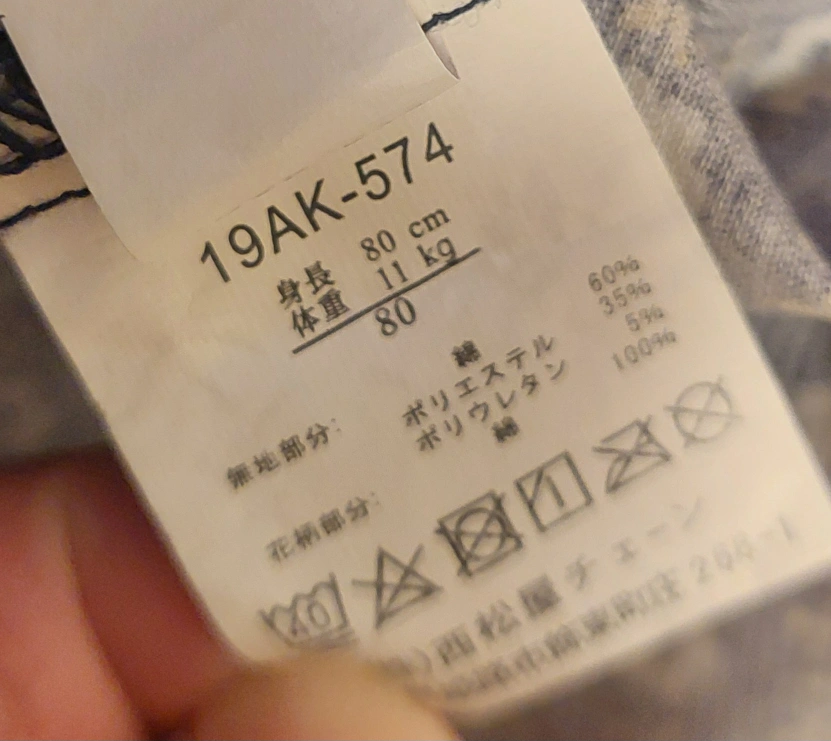 19AK-574
身長 80 cm
体重 11 kg
80
無地部分: 綿 60%
ポリエステル 35%
ポリウレタン 5%
花柄部分: 綿 100%
40
西松屋チェーン
266-1